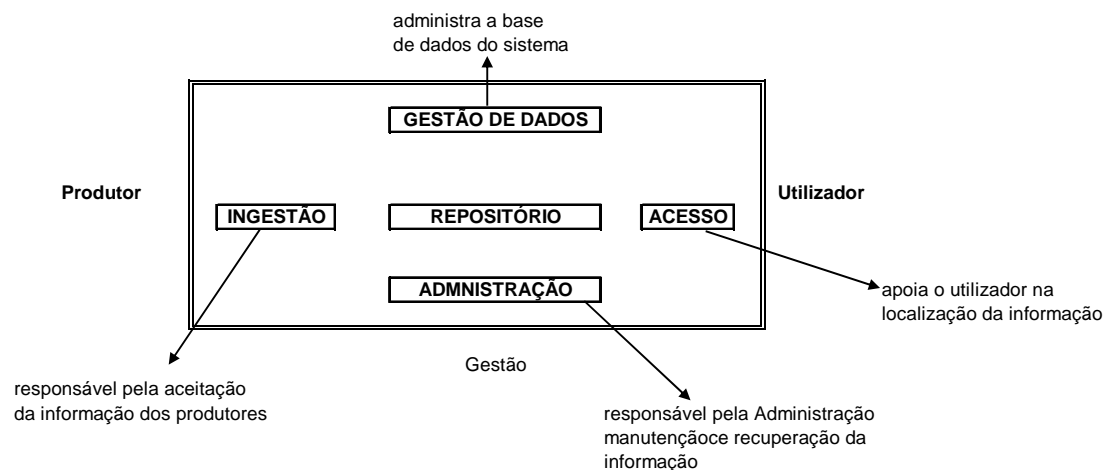 administra a base
de dados do sistema
GESTÃO DE DADOS
Produtor
Utilizador
INGESTÃO
REPOSITÓRIO
ACESSO
ADMNISTRAÇÃO
apoia o utilizador na
localização da informação
Gestão
responsável pela aceitação
da informação dos produtores
responsável pela Administração
manutençãoce recuperação da
informação